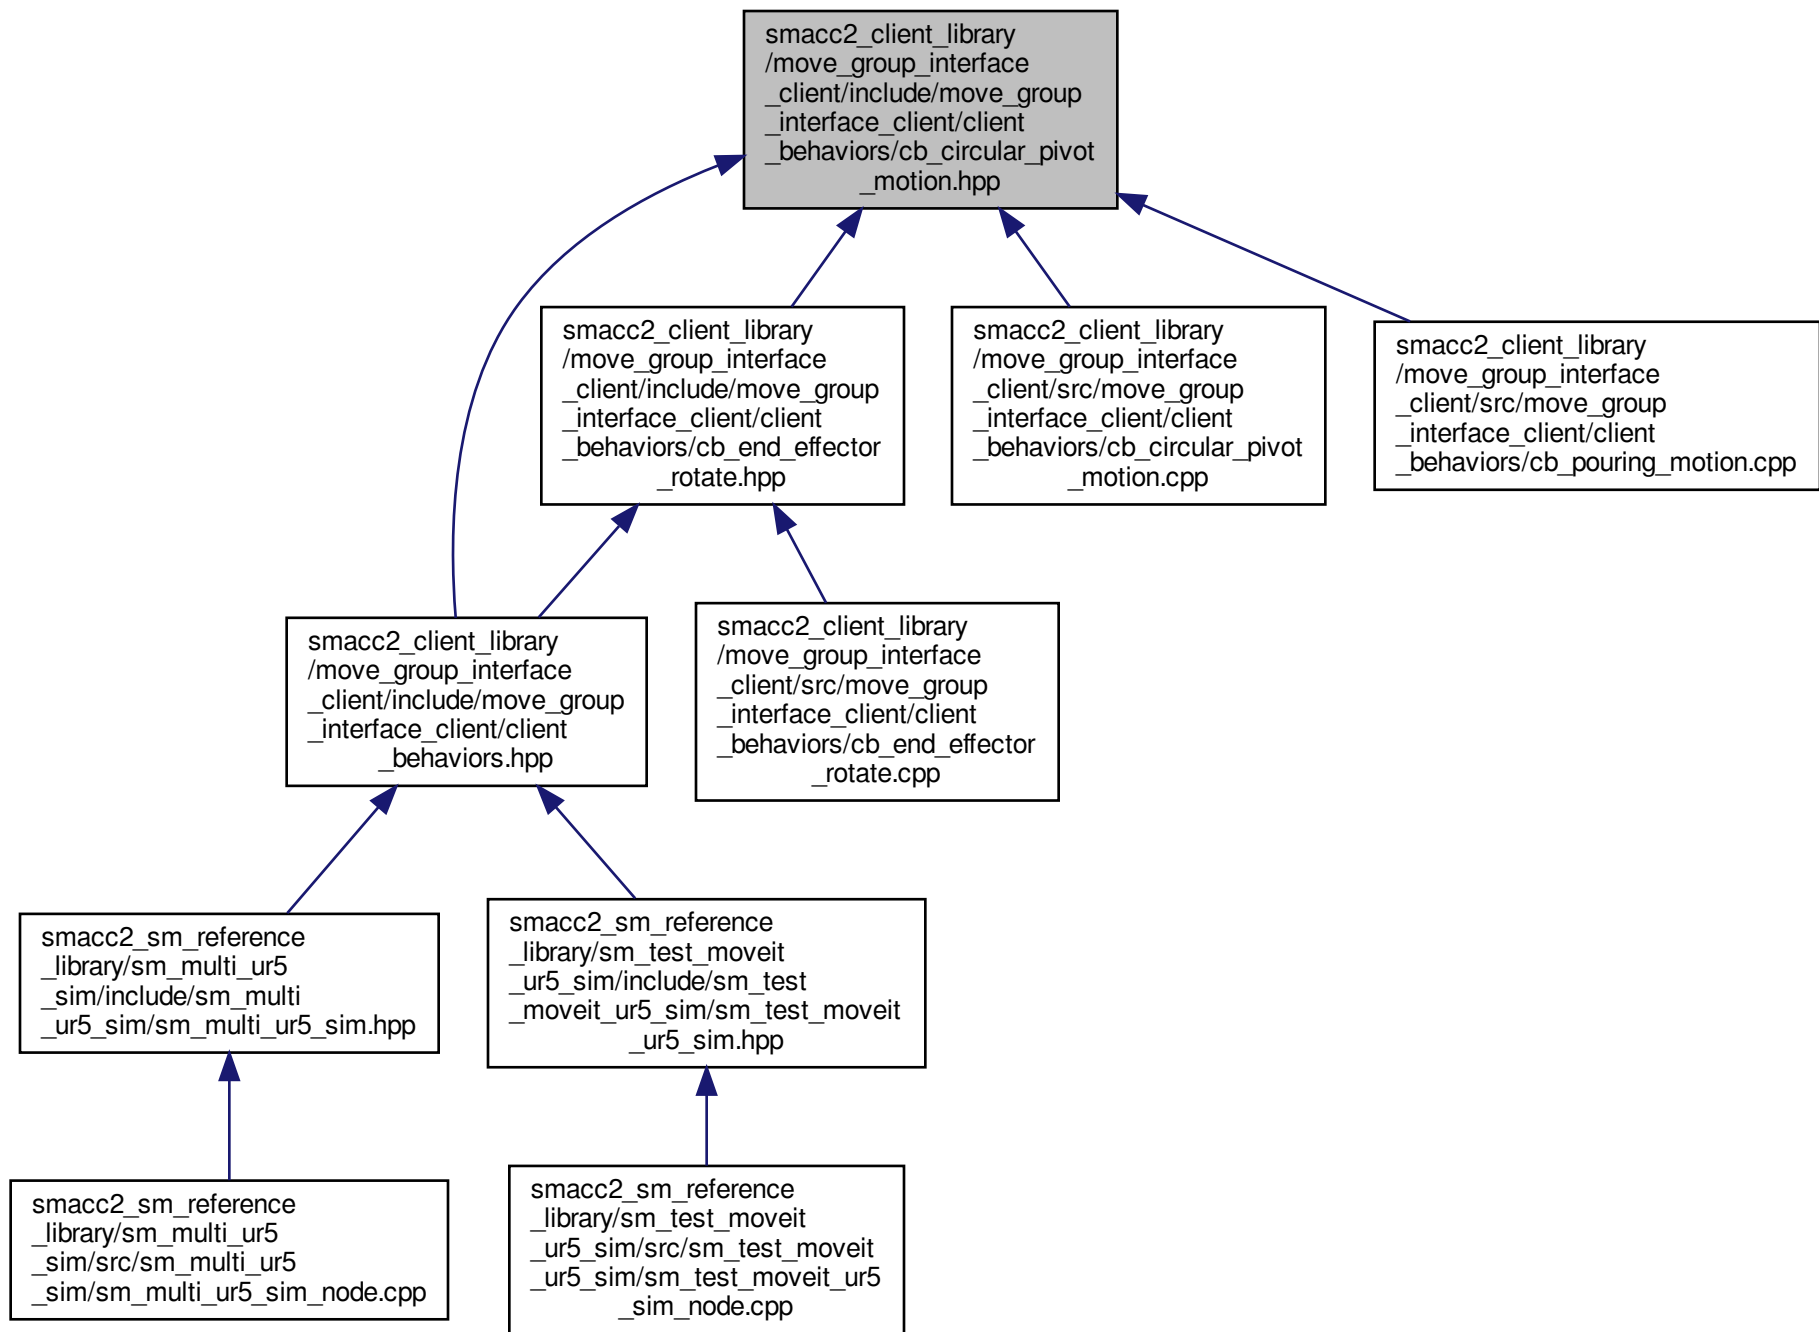 smacc2_client_library
/move_group_interface
_client/include/move_group
_interface_client/client
_behaviors/cb_circular_pivot
_motion.hpp
smacc2_client_library
/move_group_interface
_client/include/move_group
_interface_client/client
_behaviors/cb_end_effector
_rotate.hpp
smacc2_client_library
/move_group_interface
_client/src/move_group
_interface_client/client
_behaviors/cb_circular_pivot
_motion.cpp
smacc2_client_library
/move_group_interface
_client/src/move_group
_interface_client/client
_behaviors/cb_pouring_motion.cpp
smacc2_client_library
/move_group_interface
_client/include/move_group
_interface_client/client
_behaviors.hpp
smacc2_client_library
/move_group_interface
_client/src/move_group
_interface_client/client
_behaviors/cb_end_effector
_rotate.cpp
smacc2_sm_reference
_library/sm_multi_ur5
_sim/include/sm_multi
_ur5_sim/sm_multi_ur5_sim.hpp
smacc2_sm_reference
_library/sm_test_moveit
_ur5_sim/include/sm_test
_moveit_ur5_sim/sm_test_moveit
_ur5_sim.hpp
smacc2_sm_reference
_library/sm_multi_ur5
_sim/src/sm_multi_ur5
_sim/sm_multi_ur5_sim_node.cpp
smacc2_sm_reference
_library/sm_test_moveit
_ur5_sim/src/sm_test_moveit
_ur5_sim/sm_test_moveit_ur5
_sim_node.cpp